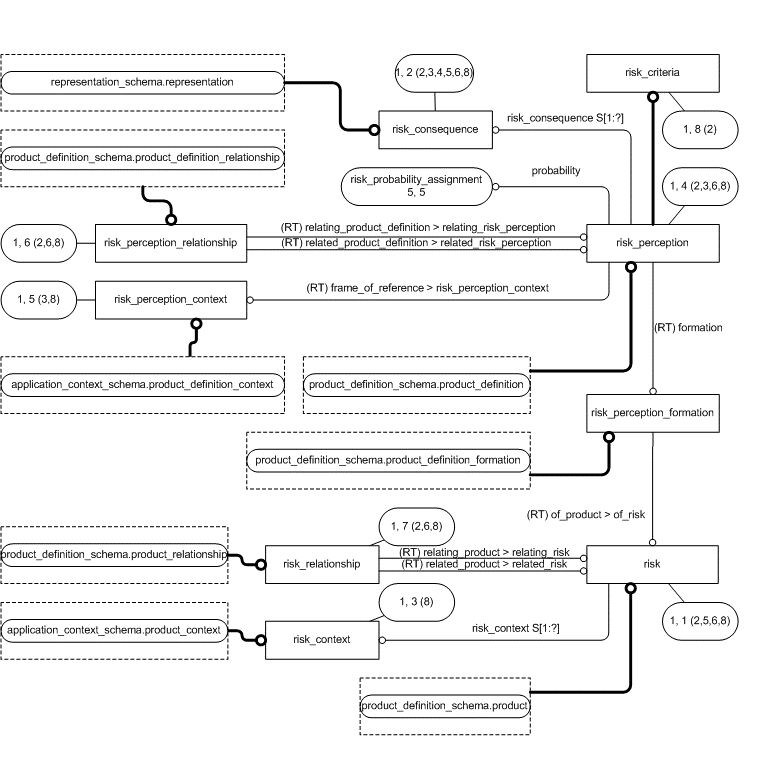 representation_schema.representation
1, 2 (2,3,4,5,6,8)
risk_criteria
risk_consequence
risk_consequence S[1:?]
1, 8 (2)
product_definition_schema.product_definition_relationship
risk_probability_assignment
5, 5
probability
1, 4 (2,3,6,8)
1, 6 (2,6,8)
risk_perception_relationship
(RT) relating_product_definition > relating_risk_perception
(RT) related_product_definition > related_risk_perception
risk_perception
1, 5 (3,8)
risk_perception_context
(RT) frame_of_reference > risk_perception_context
(RT) formation
application_context_schema.product_definition_context
product_definition_schema.product_definition
risk_perception_formation
product_definition_schema.product_definition_formation
(RT) of_product > of_risk
1, 7 (2,6,8)
product_definition_schema.product_relationship
risk_relationship
(RT) relating_product > relating_risk
(RT) related_product > related_risk
risk
1, 3 (8)
application_context_schema.product_context
risk_context
risk_context S[1:?]
1, 1 (2,5,6,8)
product_definition_schema.product